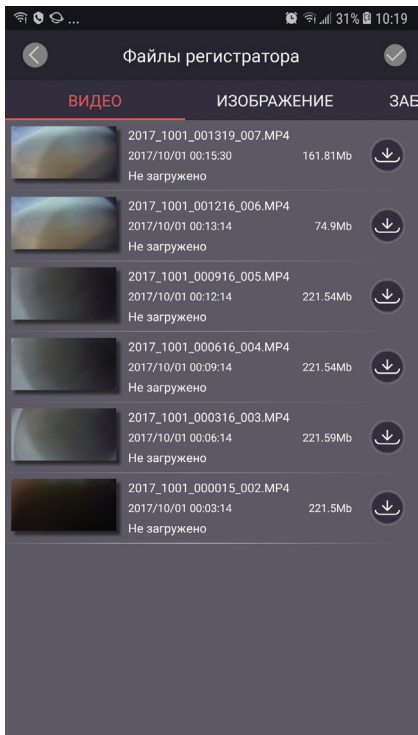 ... 31% 10:19
Файлы регистратора
ВИДЕО ИЗОБРАЖЕНИЕ ЗАБ
2017_1001_001319_007.MP4
2017/10/01 00:15:30 161.81Mb
Не загружено
2017_1001_001216_006.MP4
2017/10/01 00:13:14 74.9Mb
Не загружено
2017_1001_000916_005.MP4
2017/10/01 00:12:14 221.54Mb
Не загружено
2017_1001_000616_004.MP4
2017/10/01 00:09:14 221.54Mb
Не загружено
2017_1001_000316_003.MP4
2017/10/01 00:06:14 221.59Mb
Не загружено
2017_1001_000015_002.MP4
2017/10/01 00:03:14 221.5Mb
Не загружено